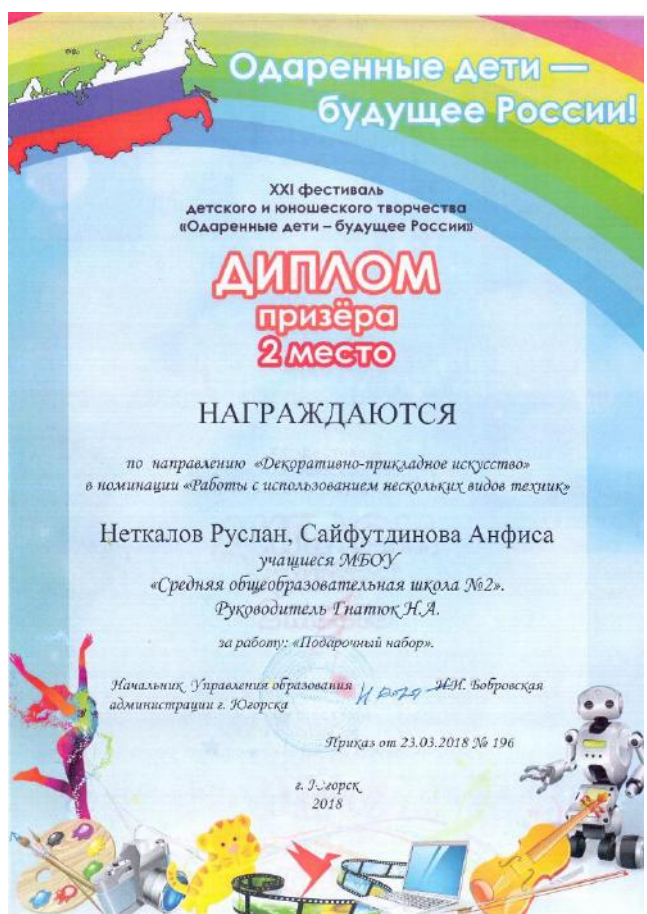 Одаренные дети —
будущее России!
XXI фестиваль
детского и юношеского творчества
«Одаренные дети – будущее России»
ДИПЛОМ
призёра
2 место
НАГРАЖДАЮТСЯ
по направлению «Декоративно-прикладное искусство»
в номинации «Работы с использованием нескольких видов техник»
Неткалов Руслан, Сайфутдинова Анфиса
учащиеся МБОУ
«Средняя общеобразовательная школа №2».
Руководитель Гнатюк Н.А.
за работу: «Подарочный набор».
Начальник Управления образования Н.И. Бобровская
администрации г. Югорска
Приказ от 23.03.2018 № 196
г. Югорск
2018